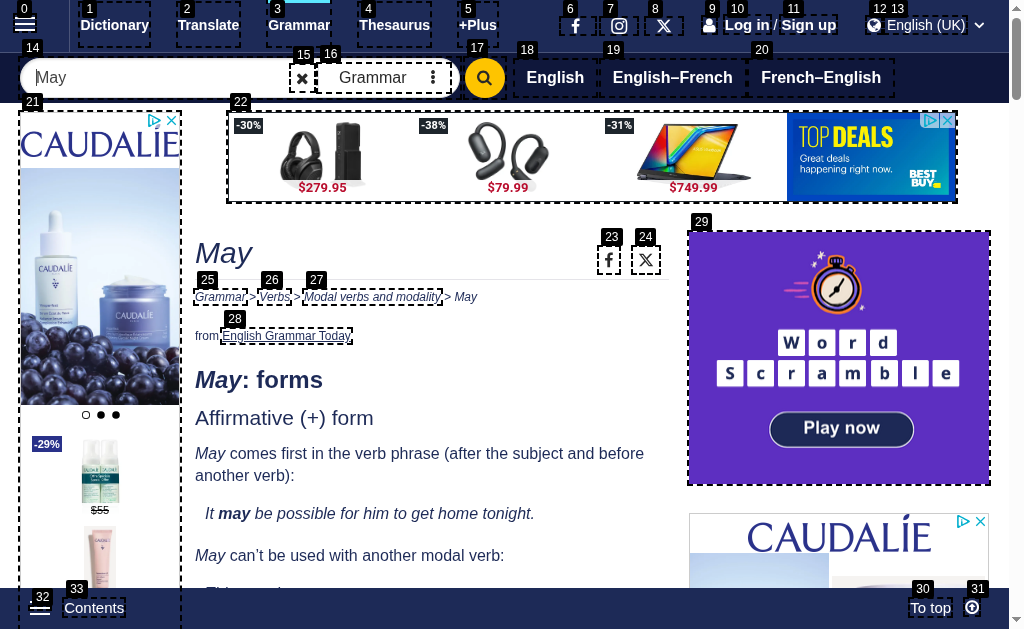 0 1 2 3 4 5 6 7 8 9 10 11 12 13
Dictionary Translate Grammar Thesaurus +Plus Log in / Sign up English (UK)
14 15 16 17 18 19 20
May Grammar English English–French French–English
21 22
CAUDALÍE
-30% -38% -31%
$279.95 $79.99 $749.99
TOP DEALS
Great deals
happening right now.
BEST
BUY
23 24
May
25 26 27
Grammar > Verbs > Modal verbs and modality > May
28
from English Grammar Today
May: forms
Affirmative (+) form
May comes first in the verb phrase (after the subject and before
another verb):
It may be possible for him to get home tonight.
May can’t be used with another modal verb:
-29%
$55
29
Word
Scramble
Play now
CAUDALÍE
32 33 30 31
Contents To top